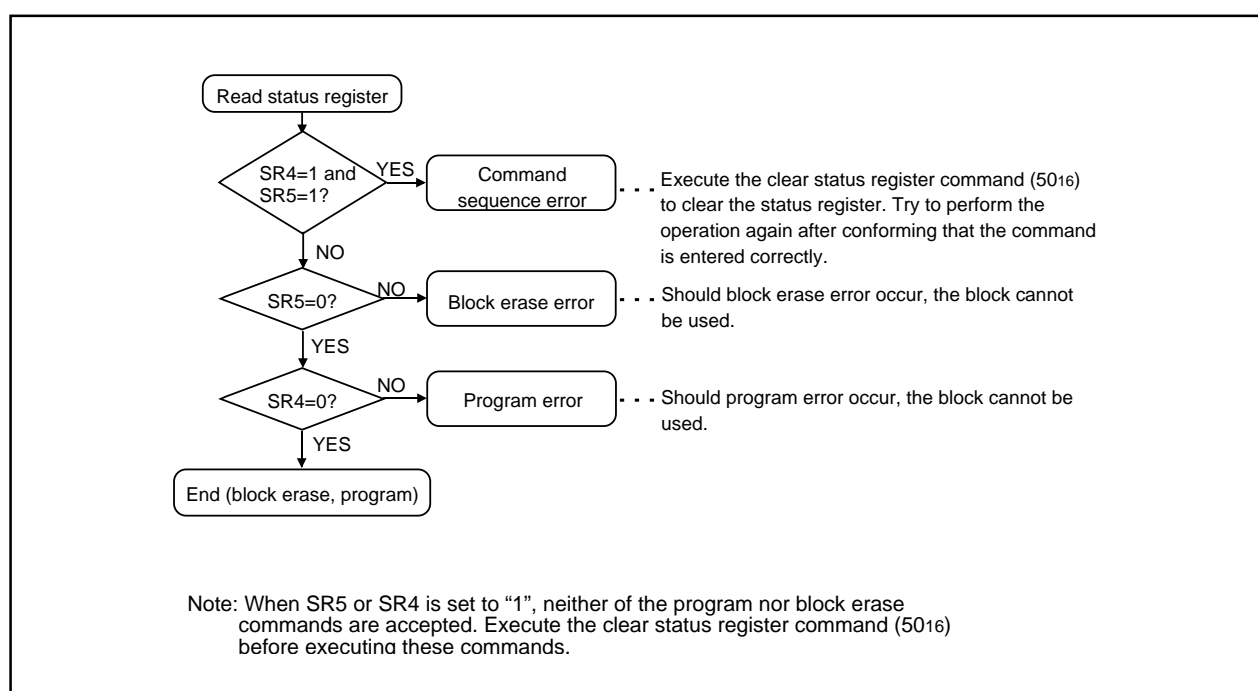 Read status register
SR4=1 and
SR5=1?
YES
Command
sequence error
Execute the clear status register command (5016)
to clear the status register. Try to perform the
operation again after conforming that the command
is entered correctly.
NO
SR5=0?
NO
Block erase error
Should block erase error occur, the block cannot
be used.
YES
SR4=0?
NO
Program error
Should program error occur, the block cannot be
used.
YES
End (block erase, program)
Note: When SR5 or SR4 is set to “1”, neither of the program nor block erase
commands are accepted. Execute the clear status register command (5016)
before executing these commands.